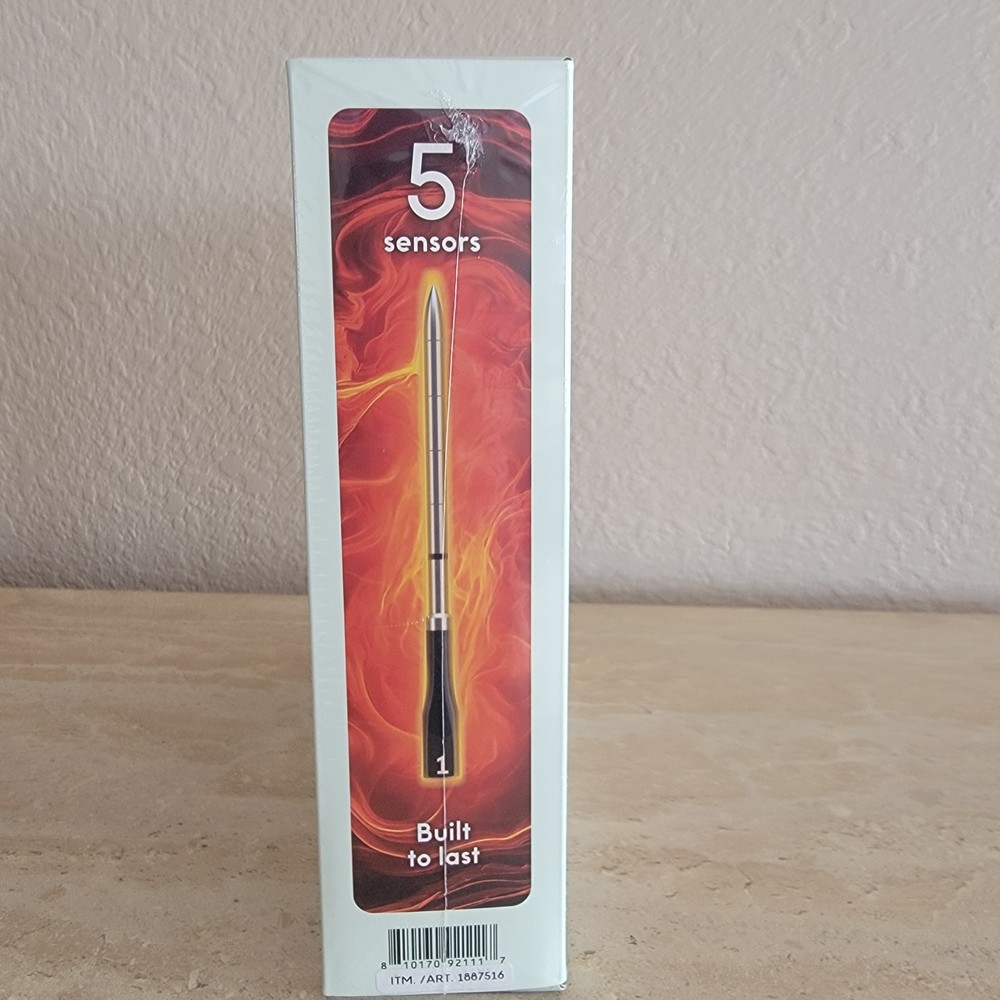 5
sensors
1
Built
to last
8 10170 92111 7
ITM. /ART. 1887516